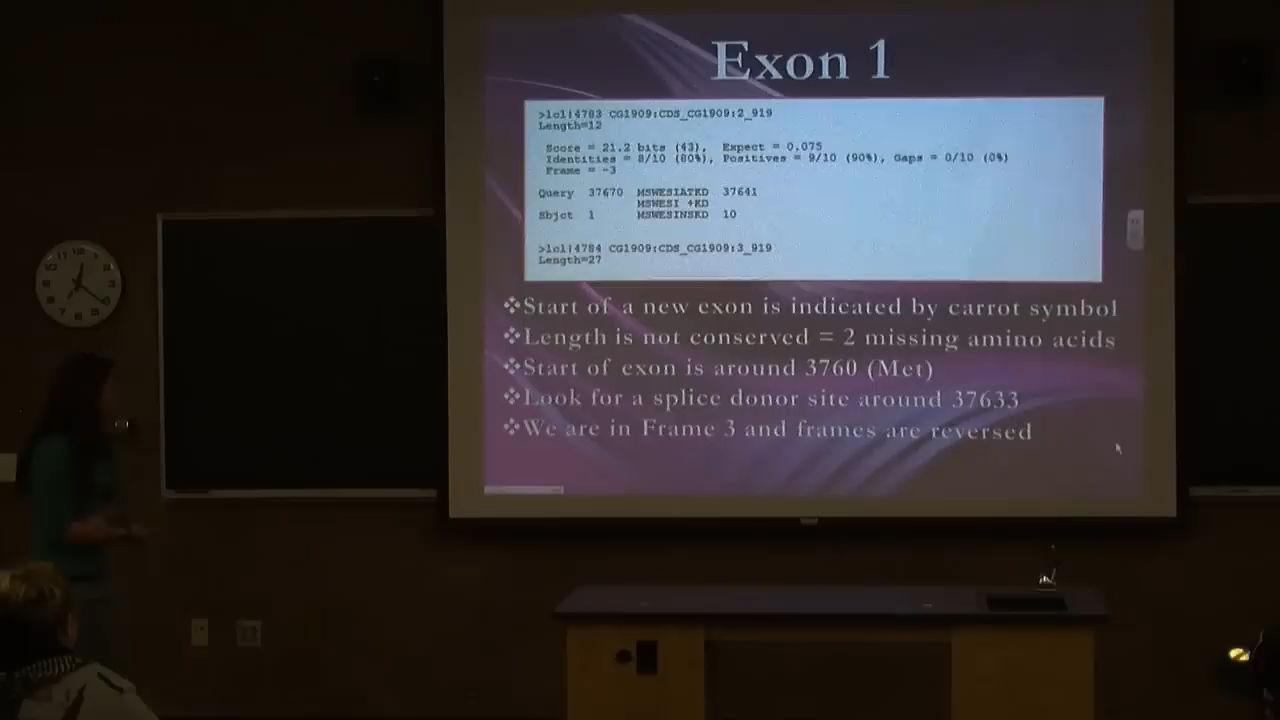 Exon 1
>lcl|4783 CG1909:CDS_CG1909:2_919
Length=12
Score = 21.2 bits (43), Expect = 0.075
Identities = 8/10 (80%), Positives = 9/10 (90%), Gaps = 0/10 (0%)
Frame = -3
Query 37670 MSWESIATKD 37641
MSWESI +KD
Sbjct 1 MSWESINSKD 10
>lcl|4784 CG1909:CDS_CG1909:3_919
Length=27
❖Start of a new exon is indicated by carrot symbol
❖Length is not conserved = 2 missing amino acids
❖Start of exon is around 3760 (Met)
❖Look for a splice donor site around 37633
❖We are in Frame 3 and frames are reversed